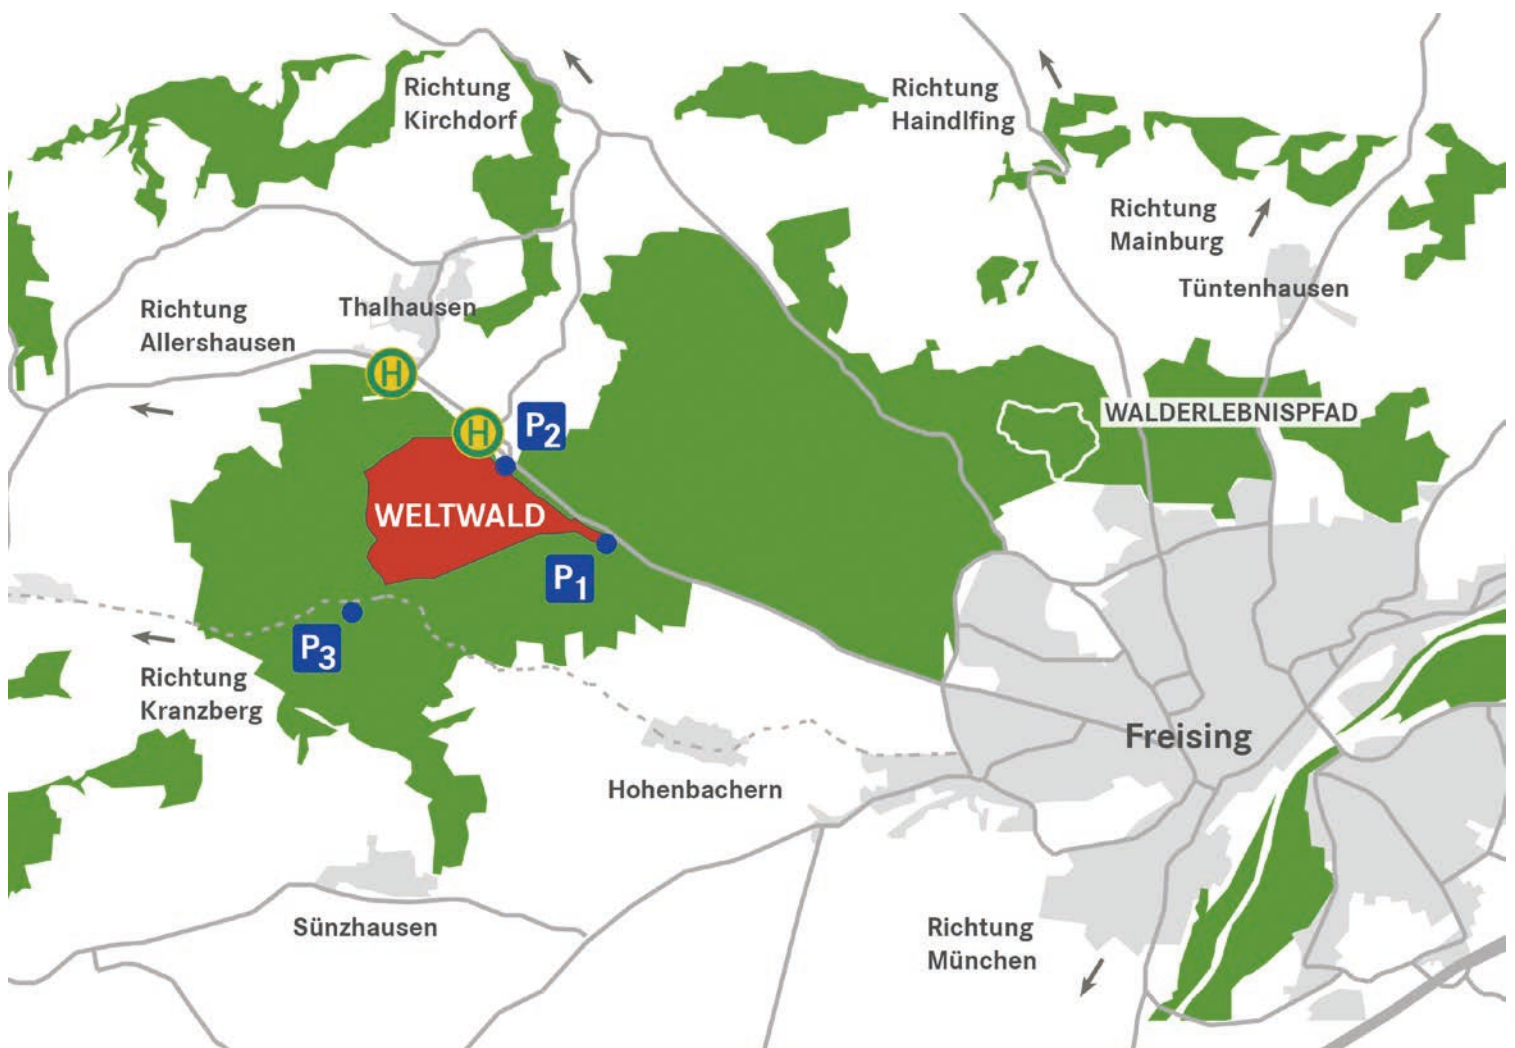 Richtung
Kirchdorf
Richtung
Haindlfing
Richtung
Mainburg
Tüntenhausen
Richtung
Allershausen
Thalhausen
H
H
P2
WALDERLEBNISPFAD
WELTWALD
P1
P3
Richtung
Kranzberg
Freising
Hohenbachern
Sünzhausen
Richtung
München